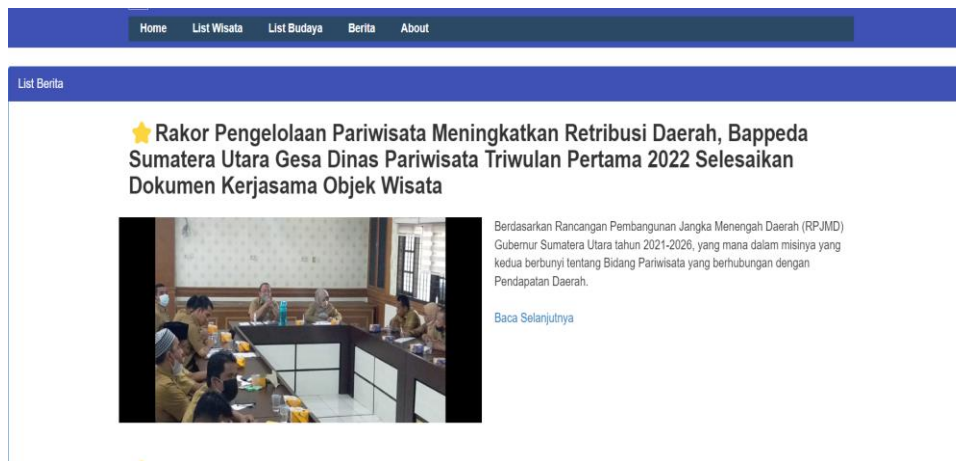 Home List Wisata List Budaya Berita About
List Berita
Rakor Pengelolaan Pariwisata Meningkatkan Retribusi Daerah, Bappeda
Sumatera Utara Gesa Dinas Pariwisata Triwulan Pertama 2022 Selesaikan
Dokumen Kerjasama Objek Wisata
Berdasarkan Rancangan Pembangunan Jangka Menengah Daerah (RPJMD)
Gubernur Sumatera Utara tahun 2021-2026, yang mana dalam misinya yang
kedua berbunyi tentang Bidang Pariwisata yang berhubungan dengan
Pendapatan Daerah.
Baca Selanjutnya